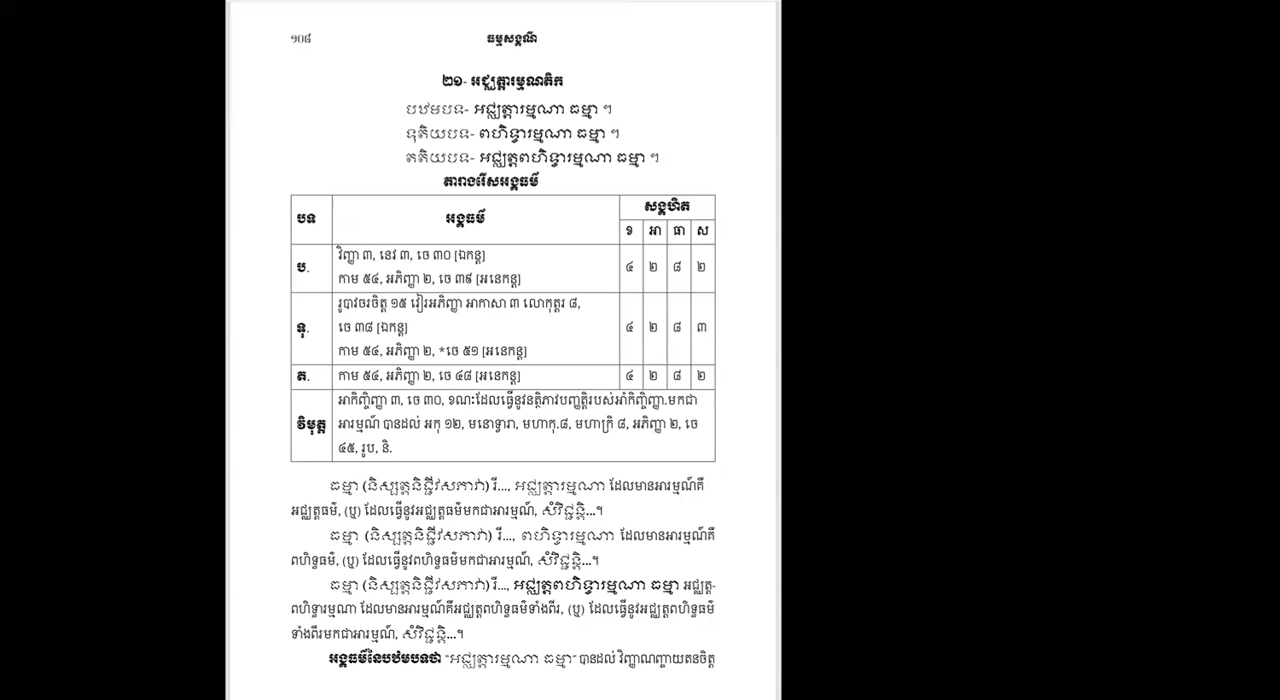 ១០៨
ធម្មសង្គណី
២១- អជ្ឈត្តារម្មណតិក
បឋមបទ- អជ្ឈត្តារម្មណា ធម្មា ។
ទុតិយបទ- ពហិទ្ធារម្មណា ធម្មា ។
តតិយបទ- អជ្ឈត្តពហិទ្ធារម្មណា ធម្មា ។
តារាងរើសអង្គធម៌
បទ
អង្គធម៌
សង្គហិត
ខ អា ធា ស
ប.
វិញ្ញា ៣, នេវ ៣, ចេ ៣០ [ឯកន្ត]
កាម ៥៤, អភិញ្ញា ២, ចេ ៣៩ [អនេកន្ត]
៤ ២ ៨ ២
ទុ.
រូបាវចរចិត្ត ១៥ វៀរអភិញ្ញា អាកាសា ៣ លោកុត្តរ ៨,
ចេ ៣៨ [ឯកន្ត]
កាម ៥៤, អភិញ្ញា ២, *ចេ ៥១ [អនេកន្ត]
៤ ២ ៨ ៣
ត.
កាម ៥៤, អភិញ្ញា ២, ចេ ៤៨ [អនេកន្ត]
៤ ២ ៨ ២
វិមុត្ត
អាកិញ្ចិញ្ញា ៣, ចេ ៣០, ខណៈដែលធ្វើនូវនត្ថិភាវបញ្ញត្តិរបស់អាំកិញ្ចិញ្ញា.មកជា
អារម្មណ៍ បានដល់ អកុ ១២, មនោទ្វារា, មហាកុ.៨, មហាក្រិ ៨, អភិញ្ញា ២, ចេ
៤៥, រូប, និ.
ធម្មា (និស្សត្តនិជ្ជីវសភាវា) រី..., អជ្ឈត្តារម្មណា ដែលមានអារម្មណ៍គឺ
អជ្ឈត្តធម៌, (ឬ) ដែលធ្វើនូវអជ្ឈត្តធម៌មកជាអារម្មណ៍, សំវិជ្ជន្តិ...។
ធម្មា (និស្សត្តនិជ្ជីវសភាវា) រី..., ពហិទ្ធារម្មណា ដែលមានអារម្មណ៍គឺ
ពហិទ្ធធម៌, (ឬ) ដែលធ្វើនូវពហិទ្ធធម៌មកជាអារម្មណ៍, សំវិជ្ជន្តិ...។
ធម្មា (និស្សត្តនិជ្ជីវសភាវា) រី..., អជ្ឈត្តពហិទ្ធារម្មណា ធម្មា អជ្ឈត្ត-
ពហិទ្ធារម្មណា ដែលមានអារម្មណ៍គឺអជ្ឈត្តពហិទ្ធធម៌ទាំងពីរ, (ឬ) ដែលធ្វើនូវអជ្ឈត្តពហិទ្ធធម៌
ទាំងពីរមកជាអារម្មណ៍, សំវិជ្ជន្តិ...។
អង្គធម៌នៃបឋមបទថា "អជ្ឈត្តារម្មណា ធម្មា" បានដល់ វិញ្ញាណញ្ចាយតនចិត្ត